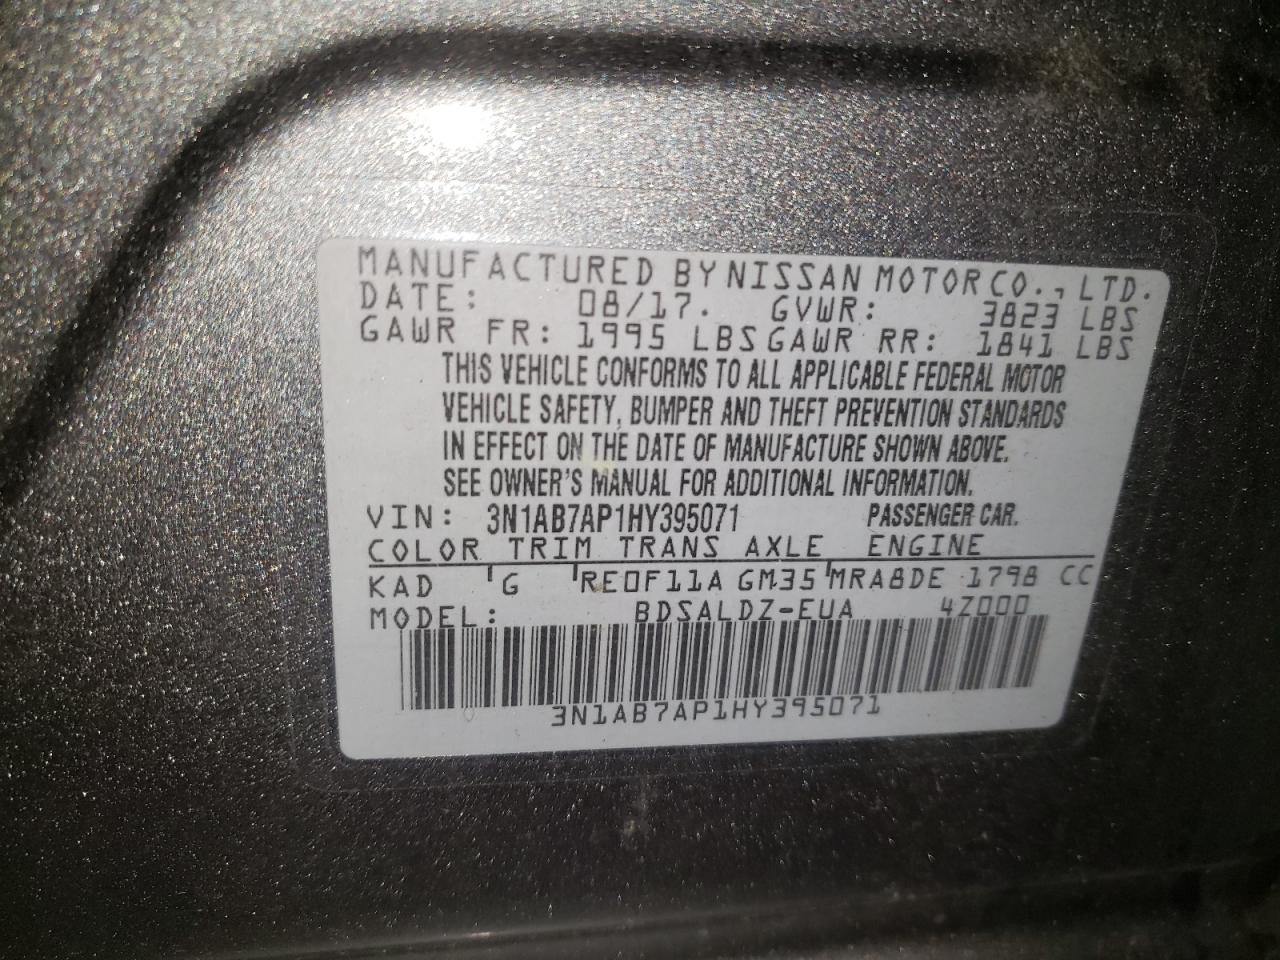 MANUFACTURED BY NISSAN MOTOR CO., LTD.
DATE: 08/17. GVWR: 3823 LBS
GAWR FR: 1995 LBS GAWR RR: 1841 LBS
THIS VEHICLE CONFORMS TO ALL APPLICABLE FEDERAL MOTOR
VEHICLE SAFETY, BUMPER AND THEFT PREVENTION STANDARDS
IN EFFECT ON THE DATE OF MANUFACTURE SHOWN ABOVE.
SEE OWNER'S MANUAL FOR ADDITIONAL INFORMATION.
VIN: 3N1AB7AP1HY395071 PASSENGER CAR.
COLOR TRIM TRANS AXLE ENGINE
KAD G RE0F11A GM35 MRA8DE 1798 CC
MODEL: BDSALDZ-EUA 4Z000
3N1AB7AP1HY395071